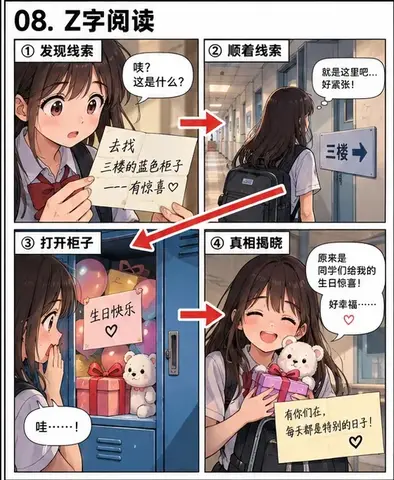 08. Z字阅读
① 发现线索
咦?
这是什么?
去找
三楼的蓝色柜子
---有惊喜♡
② 顺着线索
就是这里吧…
好紧张!
三楼 →
③ 打开柜子
生日快乐
♡
哇……!
④ 真相揭晓
原来是
同学们给我的
生日惊喜!
好幸福……
♡
有你们在,
每天都是特别的日子!
♡